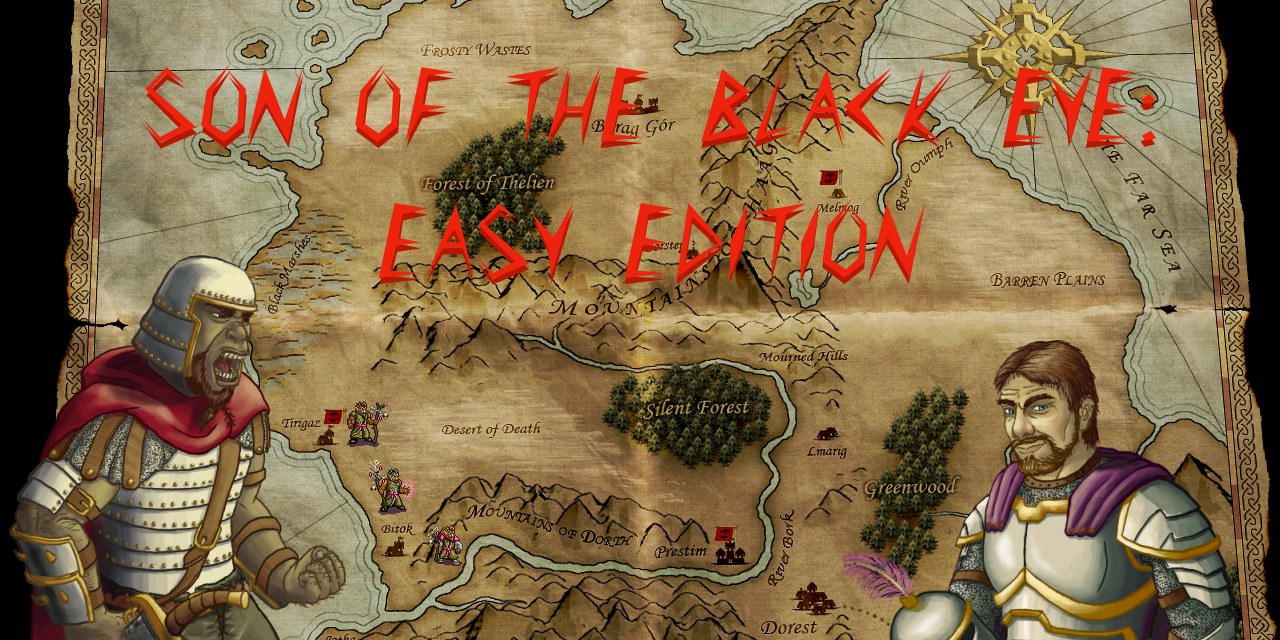 FROSTY WASTES
SON OF THE BLACK EYE:
Barag Gór
River Oumph
THE FAR SEA
HAAG
Forest of Thelien
Melmog
EASY EDITION
Black Marshes
BARREN PLAINS
MOUNTAINS
Mourned Hills
Silent Forest
Tirigaz
Desert of Death
Lmarig
Greenwood
MOUNTAINS OF DORTH
Bitok
Prestim
River Bork
Dorest